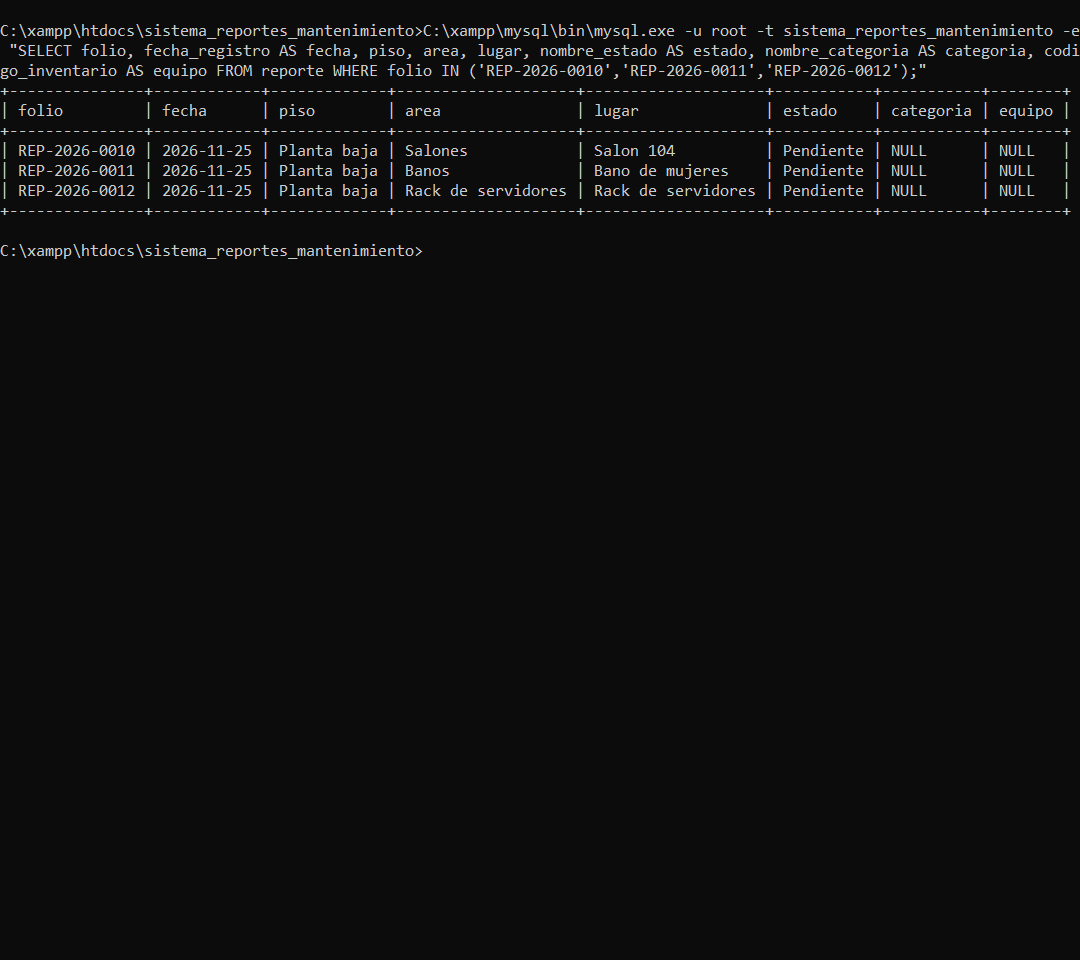 C:\xampp\htdocs\sistema_reportes_mantenimiento>C:\xampp\mysql\bin\mysql.exe -u root -t sistema_reportes_mantenimiento -e
 "SELECT folio, fecha_registro AS fecha, piso, area, lugar, nombre_estado AS estado, nombre_categoria AS categoria, codi
go_inventario AS equipo FROM reporte WHERE folio IN ('REP-2026-0010','REP-2026-0011','REP-2026-0012');"
+---------------+------------+-------------+--------------------+--------------------+-----------+-----------+--------+
| folio         | fecha      | piso        | area               | lugar              | estado    | categoria | equipo |
+---------------+------------+-------------+--------------------+--------------------+-----------+-----------+--------+
| REP-2026-0010 | 2026-11-25 | Planta baja | Salones            | Salon 104          | Pendiente | NULL      | NULL   |
| REP-2026-0011 | 2026-11-25 | Planta baja | Banos              | Bano de mujeres    | Pendiente | NULL      | NULL   |
| REP-2026-0012 | 2026-11-25 | Planta baja | Rack de servidores | Rack de servidores | Pendiente | NULL      | NULL   |
+---------------+------------+-------------+--------------------+--------------------+-----------+-----------+--------+
C:\xampp\htdocs\sistema_reportes_mantenimiento>